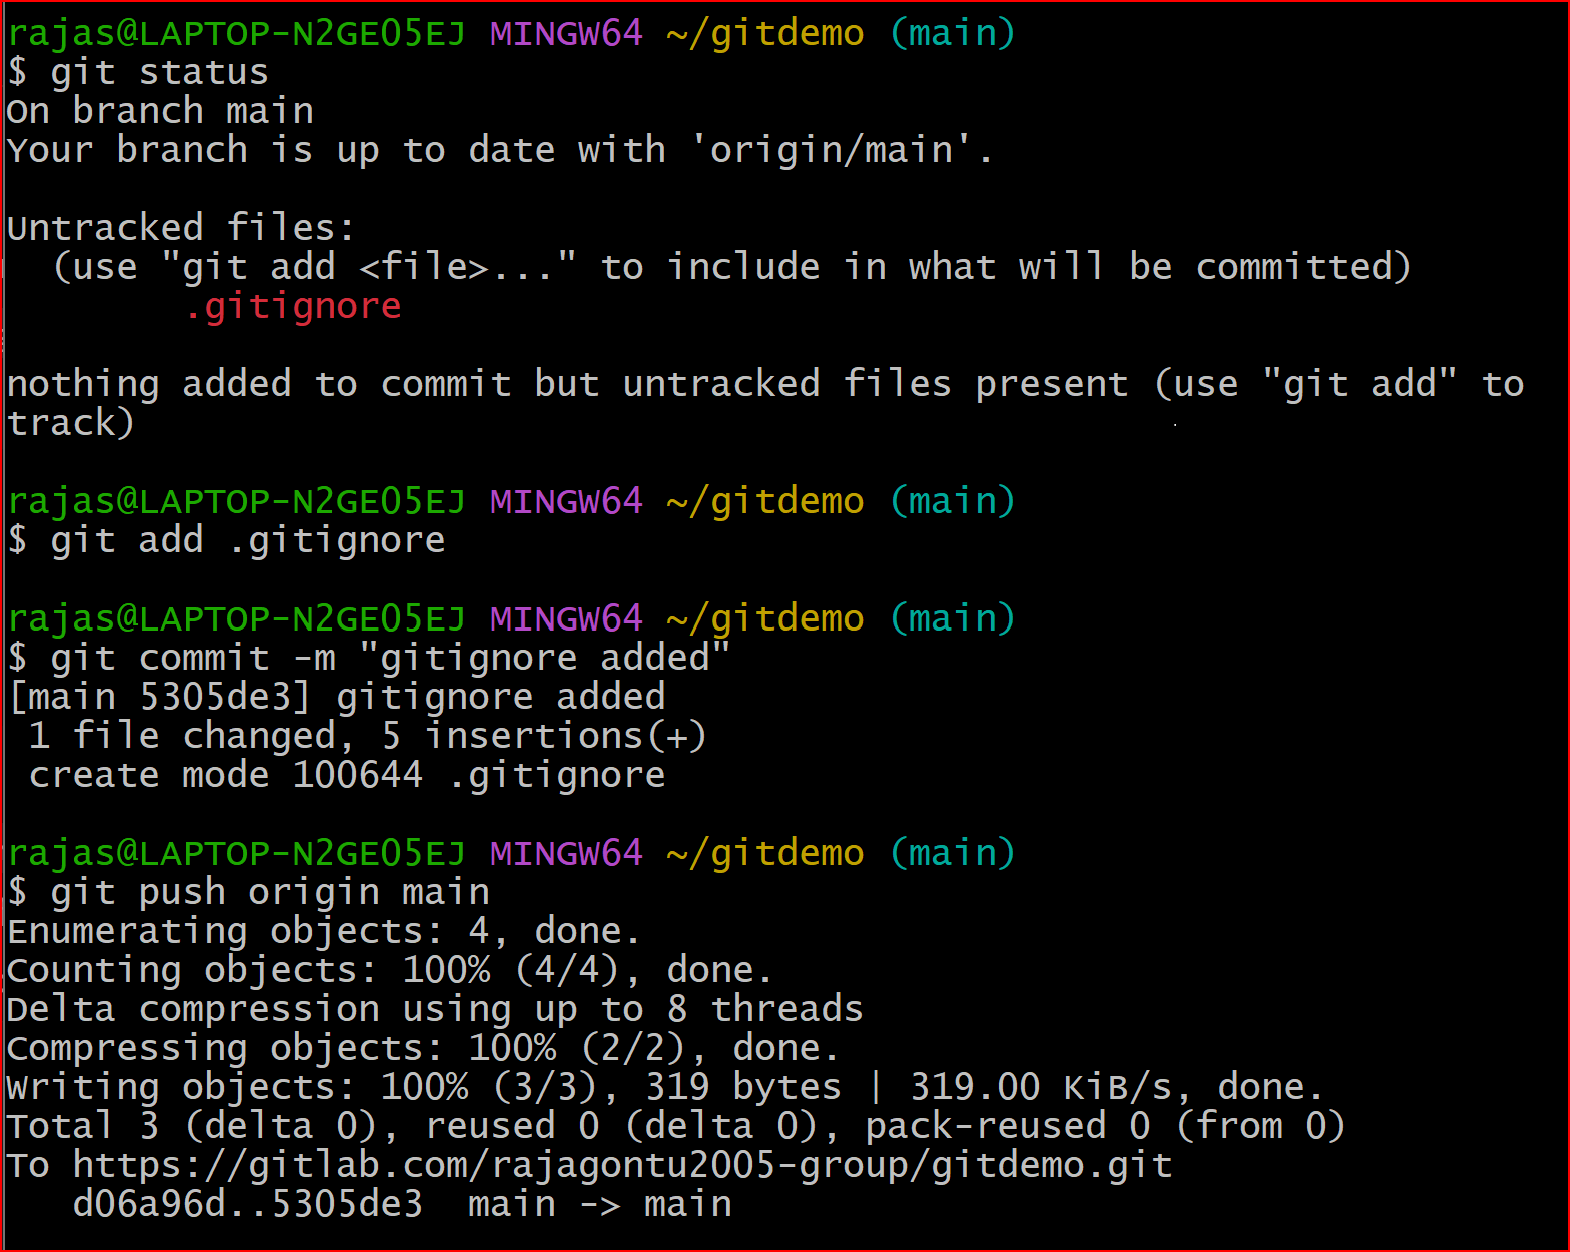 rajas@LAPTOP-N2GE05EJ MINGW64 ~/gitdemo (main)
$ git status
On branch main
Your branch is up to date with 'origin/main'.
Untracked files:
  (use "git add <file>..." to include in what will be committed)
        .gitignore
nothing added to commit but untracked files present (use "git add" to
track)
rajas@LAPTOP-N2GE05EJ MINGW64 ~/gitdemo (main)
$ git add .gitignore
rajas@LAPTOP-N2GE05EJ MINGW64 ~/gitdemo (main)
$ git commit -m "gitignore added"
[main 5305de3] gitignore added
 1 file changed, 5 insertions(+)
 create mode 100644 .gitignore
rajas@LAPTOP-N2GE05EJ MINGW64 ~/gitdemo (main)
$ git push origin main
Enumerating objects: 4, done.
Counting objects: 100% (4/4), done.
Delta compression using up to 8 threads
Compressing objects: 100% (2/2), done.
Writing objects: 100% (3/3), 319 bytes | 319.00 KiB/s, done.
Total 3 (delta 0), reused 0 (delta 0), pack-reused 0 (from 0)
To https://gitlab.com/rajagontu2005-group/gitdemo.git
   d06a96d..5305de3  main -> main